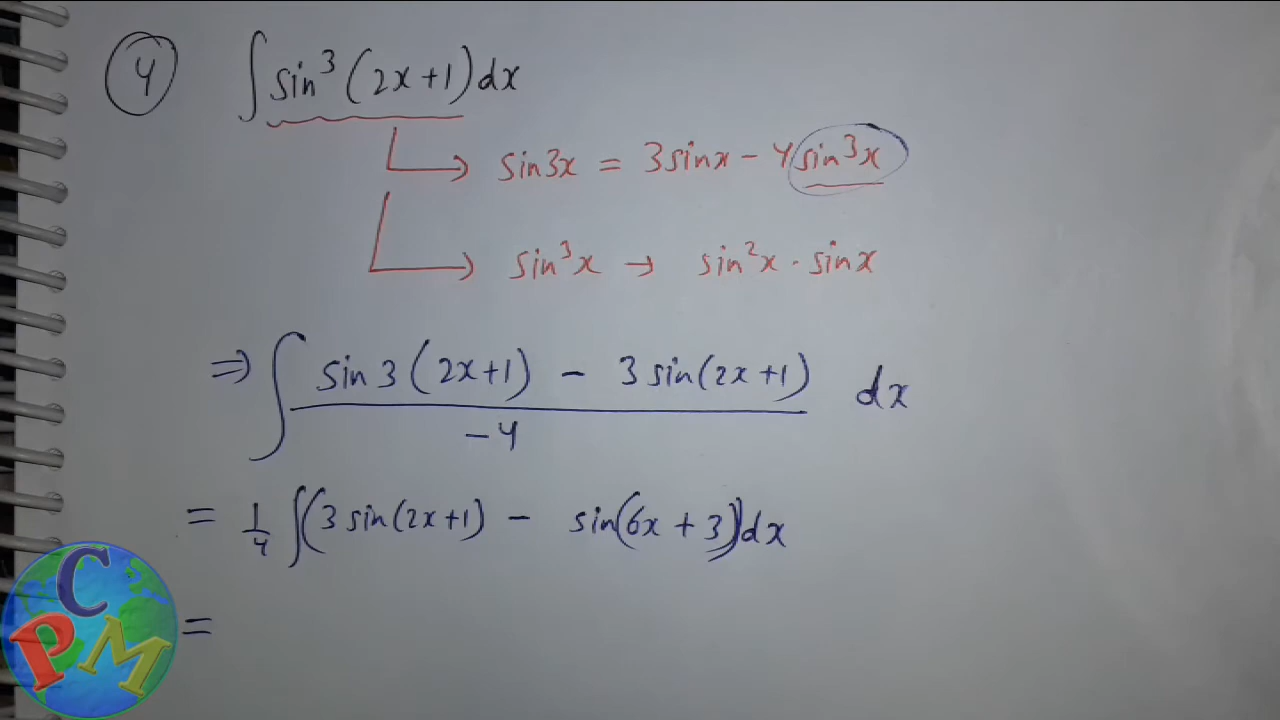 4 ∫ sin³(2x+1)dx
sin3x = 3sinx - 4sin³x
sin³x → sin²x · sinx
⇒ ∫ (sin3(2x+1) - 3sin(2x+1)) / -4 dx
= 1/4 ∫(3sin(2x+1) - sin(6x+3))dx
=
CPM